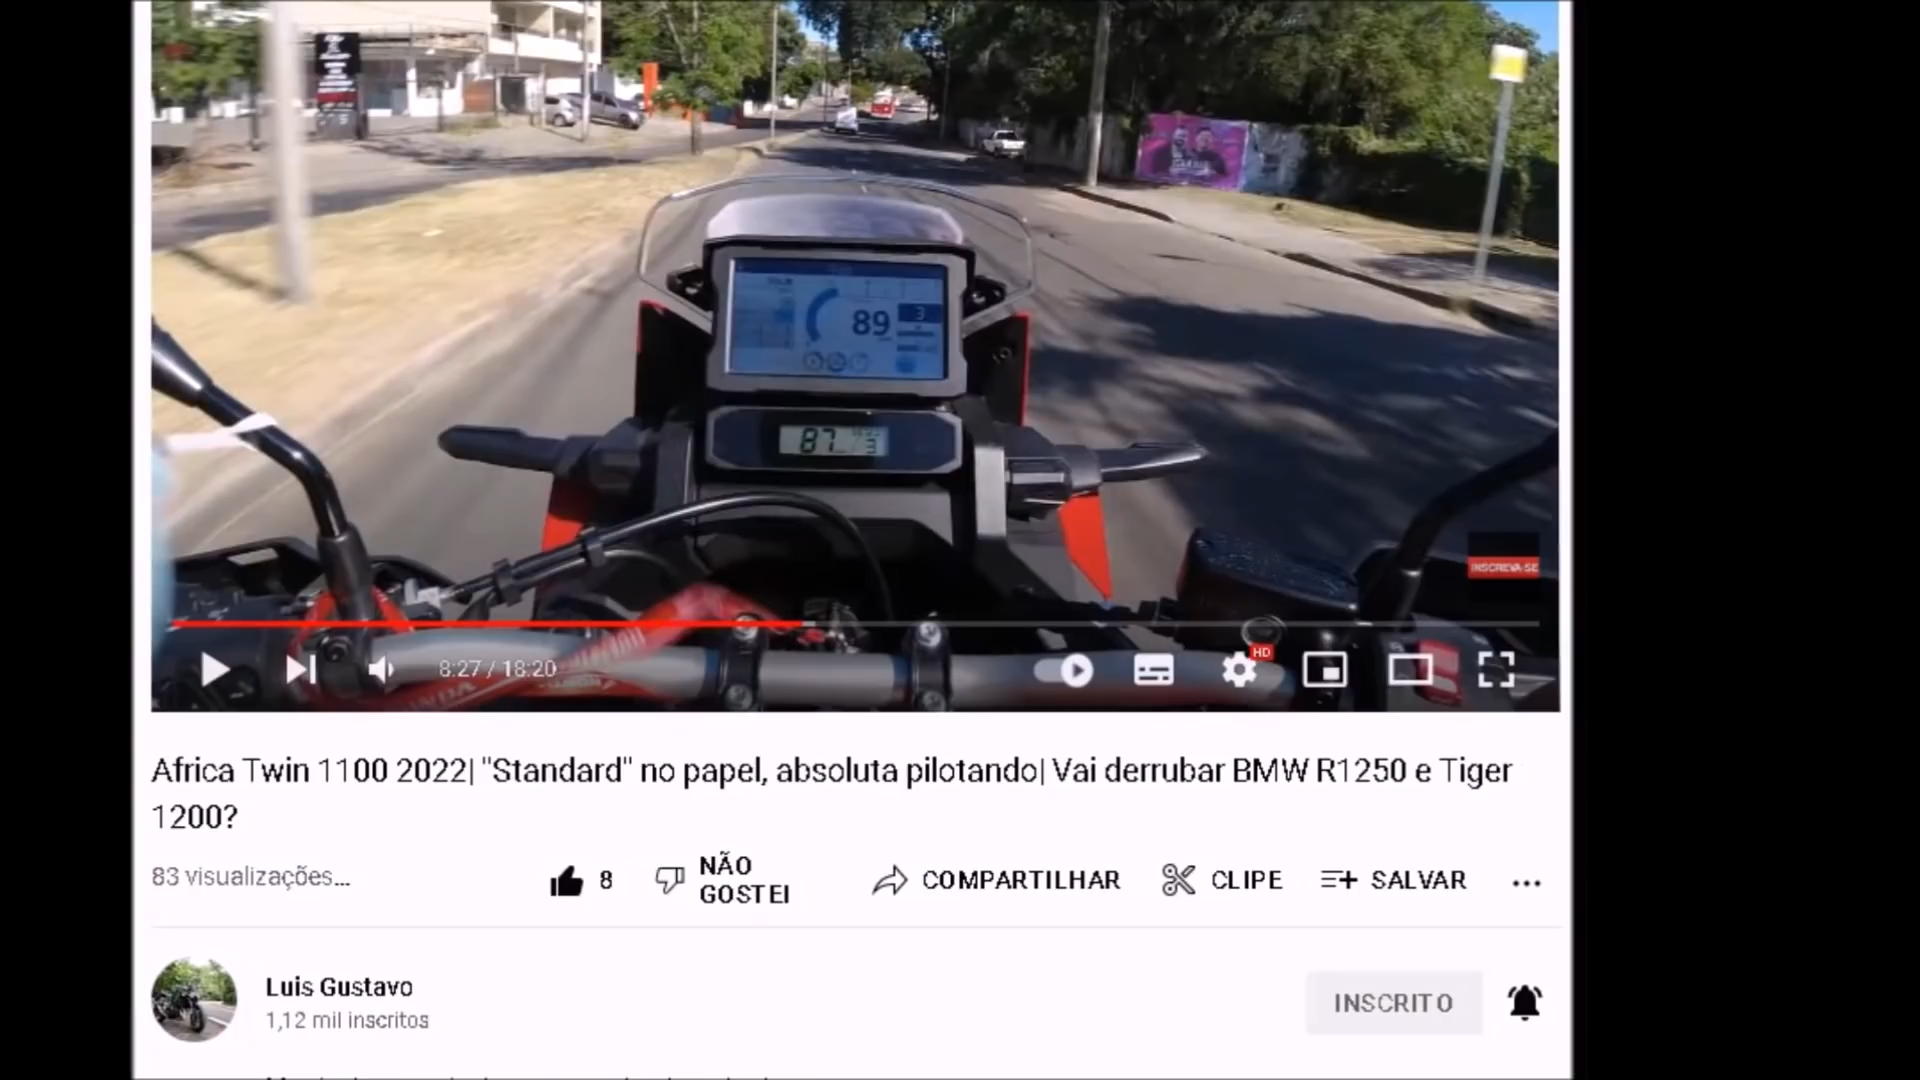 89
3
87
3
INSCREVA-SE
HD
8:27 / 18:20
Africa Twin 1100 2022| "Standard" no papel, absoluta pilotando| Vai derrubar BMW R1250 e Tiger
1200?
83 visualizações...
8
NÃO
GOSTEI
COMPARTILHAR
CLIPE
SALVAR
Luis Gustavo
1,12 mil inscritos
INSCRITO